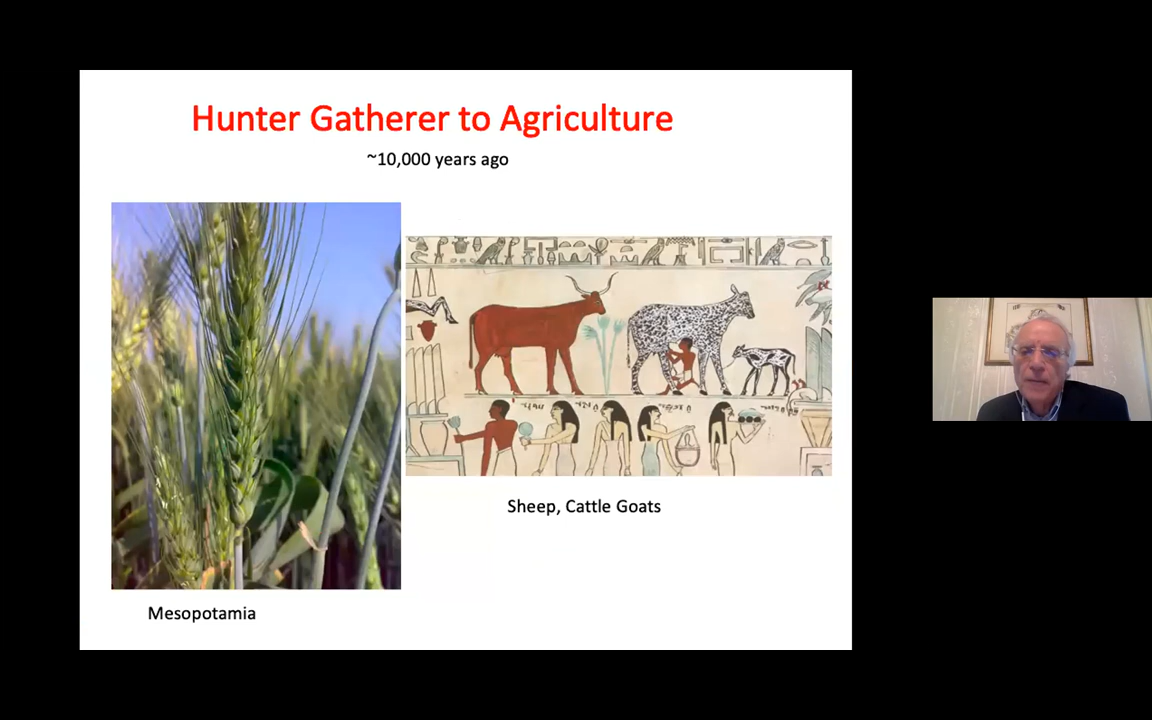 Hunter Gatherer to Agriculture
~10,000 years ago
Sheep, Cattle Goats
Mesopotamia